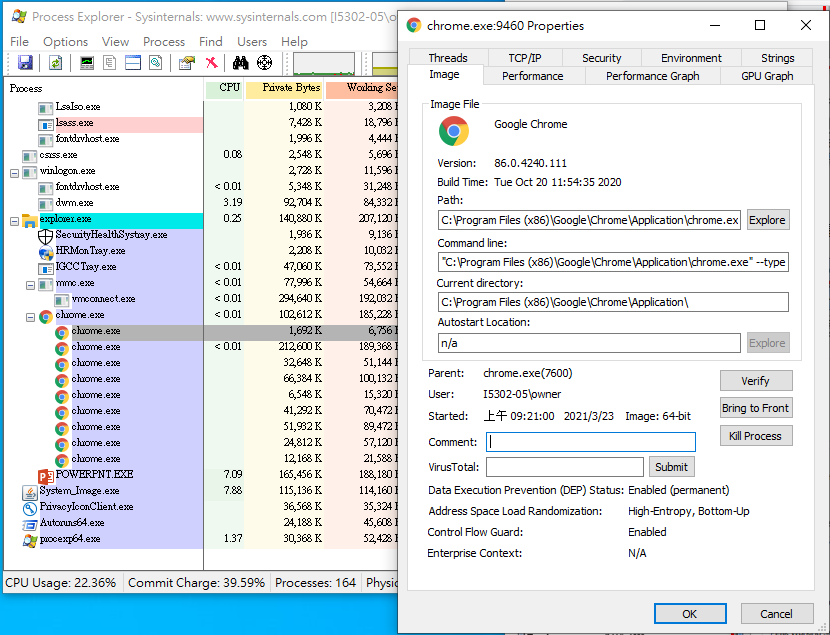 Process Explorer - Sysinternals: www.sysinternals.com [I5302-05\o
File Options View Process Find Users Help
Process CPU Private Bytes Working Se
LsaIso.exe 1,080 K 3,208
lsass.exe 7,428 K 18,796
fontdrvhost.exe 1,996 K 4,444
csrss.exe 0.08 2,548 K 5,696
winlogon.exe 2,728 K 11,596
fontdrvhost.exe < 0.01 5,348 K 31,248
dwm.exe 3.19 92,704 K 84,332
explorer.exe 0.25 140,880 K 207,120
SecurityHealthSystray.exe 1,936 K 9,136
HRMonTray.exe 2,208 K 10,032
IGCCTray.exe < 0.01 47,060 K 73,552
mmc.exe < 0.01 77,996 K 54,664
vmconnect.exe < 0.01 294,640 K 192,032
chrome.exe < 0.01 102,612 K 185,228
chrome.exe 1,692 K 6,756
chrome.exe < 0.01 212,600 K 189,368
chrome.exe 32,648 K 51,144
chrome.exe 66,384 K 100,132
chrome.exe 6,548 K 15,320
chrome.exe 41,292 K 70,472
chrome.exe 51,932 K 89,472
chrome.exe 24,812 K 57,120
chrome.exe 12,168 K 21,588
POWERPNT.EXE 7.09 165,456 K 188,180
System_Image.exe 7.88 115,136 K 114,160
PrivacyIconClient.exe 36,568 K 35,324
Autoruns64.exe 24,188 K 45,608
procexp64.exe 1.37 30,368 K 52,428
CPU Usage: 22.36% Commit Charge: 39.59% Processes: 164 Physic
chrome.exe:9460 Properties
Threads TCP/IP Security Environment Strings
Image Performance Performance Graph GPU Graph
Image File
Google Chrome
Version: 86.0.4240.111
Build Time: Tue Oct 20 11:54:35 2020
Path:
C:\Program Files (x86)\Google\Chrome\Application\chrome.ex Explore
Command line:
"C:\Program Files (x86)\Google\Chrome\Application\chrome.exe" --type
Current directory:
C:\Program Files (x86)\Google\Chrome\Application\
Autostart Location:
n/a Explore
Parent: chrome.exe(7600) Verify
User: I5302-05\owner
Bring to Front
Started: 上午 09:21:00 2021/3/23 Image: 64-bit
Kill Process
Comment:
VirusTotal: Submit
Data Execution Prevention (DEP) Status: Enabled (permanent)
Address Space Load Randomization: High-Entropy, Bottom-Up
Control Flow Guard: Enabled
Enterprise Context: N/A
OK Cancel